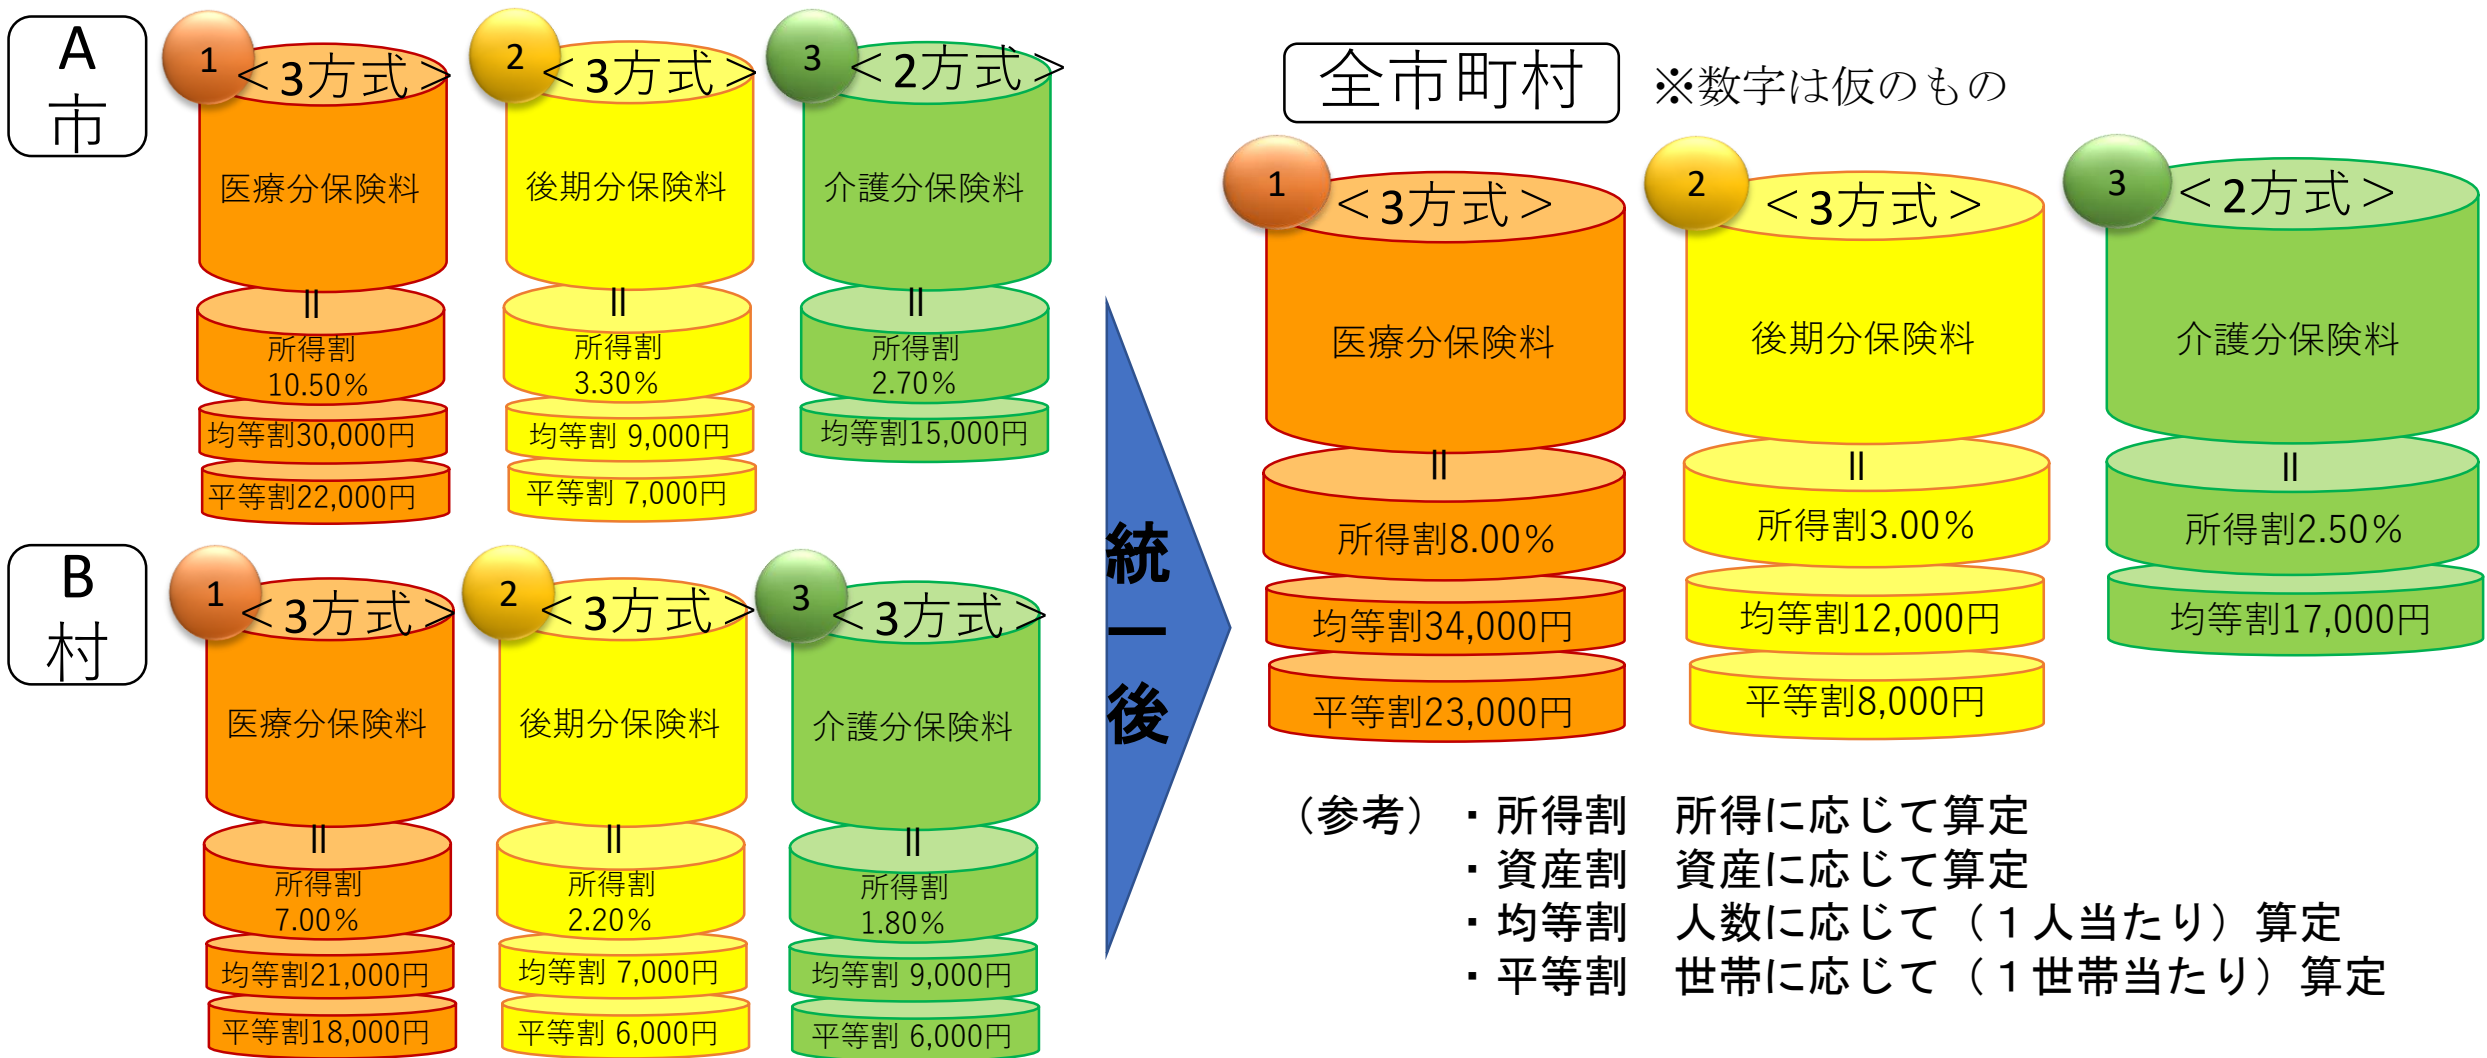 A
市
1
<3方式>
医療分保険料
=
所得割
10.50%
均等割30,000円
平等割22,000円
2
<3方式>
後期分保険料
=
所得割
3.30%
均等割 9,000円
平等割 7,000円
3
<2方式>
介護分保険料
=
所得割
2.70%
均等割15,000円
B
村
1
<3方式>
医療分保険料
=
所得割
7.00%
均等割21,000円
平等割18,000円
2
<3方式>
後期分保険料
=
所得割
2.20%
均等割 7,000円
平等割 6,000円
3
<3方式>
介護分保険料
=
所得割
1.80%
均等割 9,000円
平等割 6,000円
統一後
全市町村 ※数字は仮のもの
1
<3方式>
医療分保険料
=
所得割8.00%
均等割34,000円
平等割23,000円
2
<3方式>
後期分保険料
=
所得割3.00%
均等割12,000円
平等割8,000円
3
<2方式>
介護分保険料
=
所得割2.50%
均等割17,000円
（参考）・所得割　所得に応じて算定
・資産割　資産に応じて算定
・均等割　人数に応じて（１人当たり）算定
・平等割　世帯に応じて（１世帯当たり）算定